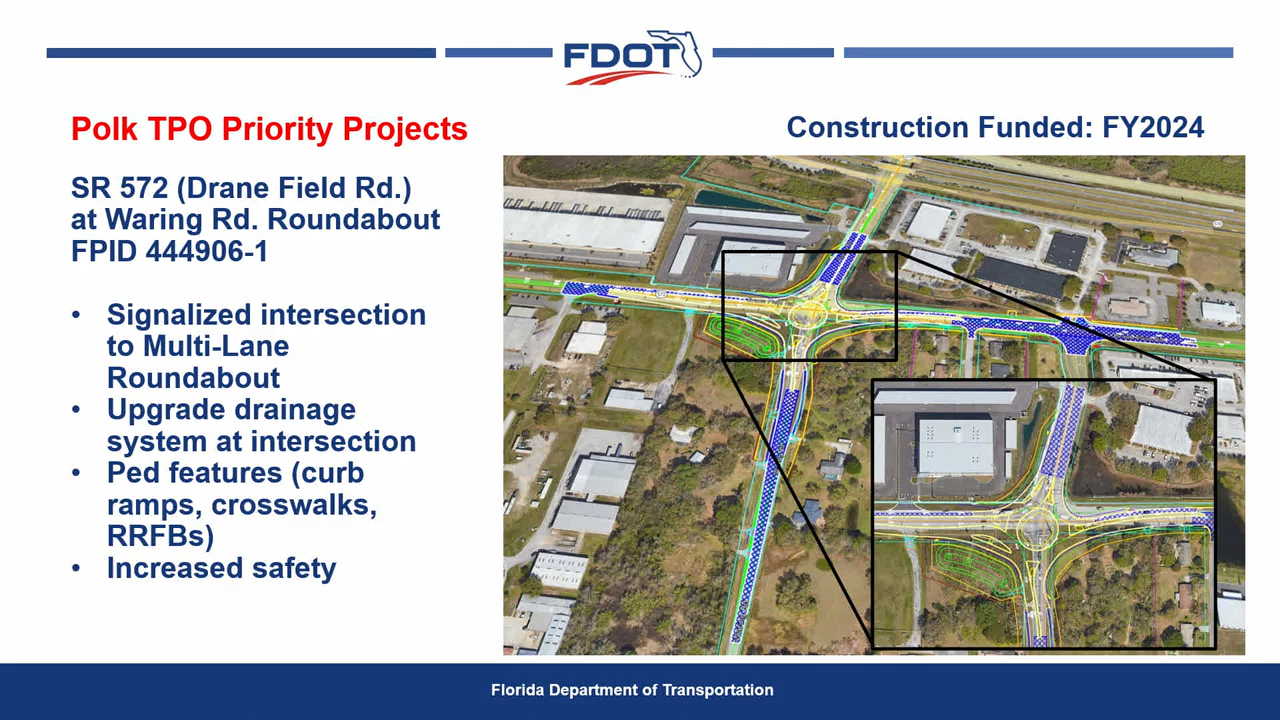 FDOT
Polk TPO Priority Projects
Construction Funded: FY2024
SR 572 (Drane Field Rd.)
at Waring Rd. Roundabout
FPID 444906-1
• Signalized intersection
to Multi-Lane
Roundabout
• Upgrade drainage
system at intersection
• Ped features (curb
ramps, crosswalks,
RRFBs)
• Increased safety
Florida Department of Transportation